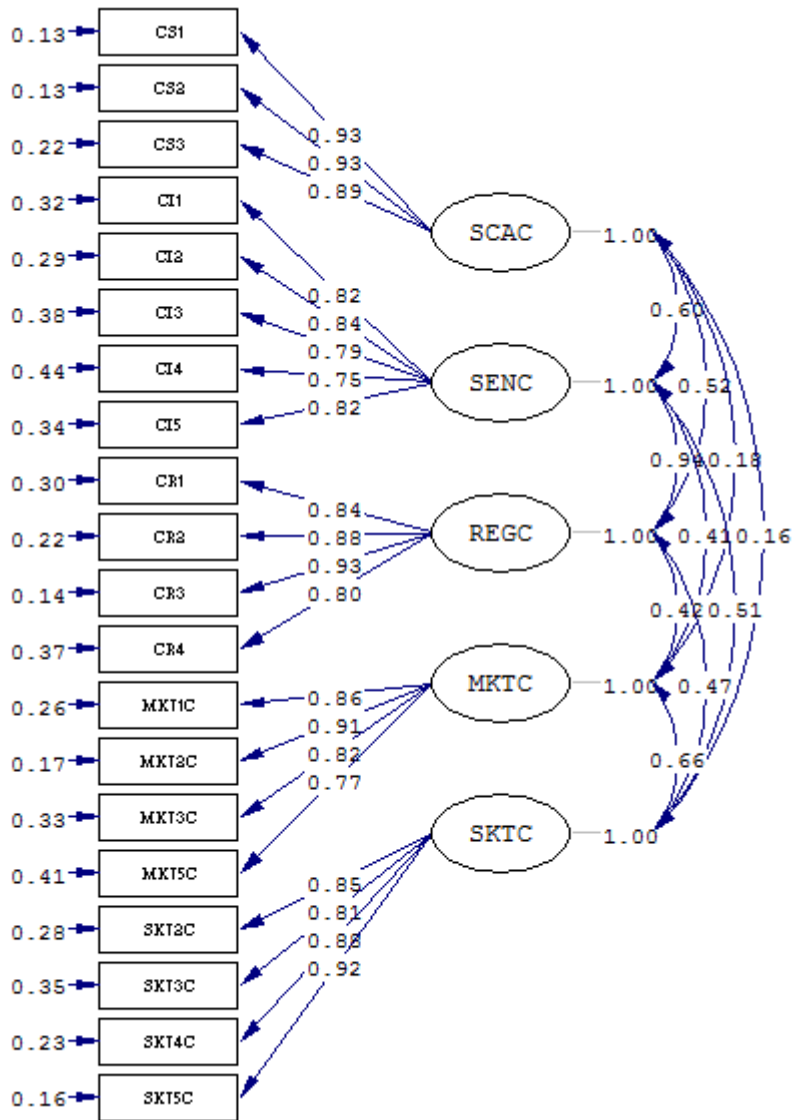 0.13 CS1
0.13 CS2
0.22 CS3
0.93
0.93
0.89
0.32 CI1
SCAC 1.00
0.29 CI2
0.82
0.60
0.38 CI3
0.84
0.79
0.44 CI4
0.75
SENC 1.00 0.52
0.34 CI5
0.82
0.94 0.18
0.30 CR1
0.84
0.22 CR2
0.88
REGC 1.00 0.41 0.16
0.93
0.14 CR3
0.80
0.42 0.51
0.37 CR4
MKTC 1.00 0.47
0.26 MKT1C
0.86
0.91
0.17 MKT2C
0.82
0.66
0.77
0.33 MKT3C
SKTC 1.00
0.41 MKT5C
0.85
0.81
0.28 SKT2C
0.88
0.92
0.35 SKT3C
0.23 SKT4C
0.16 SKT5C